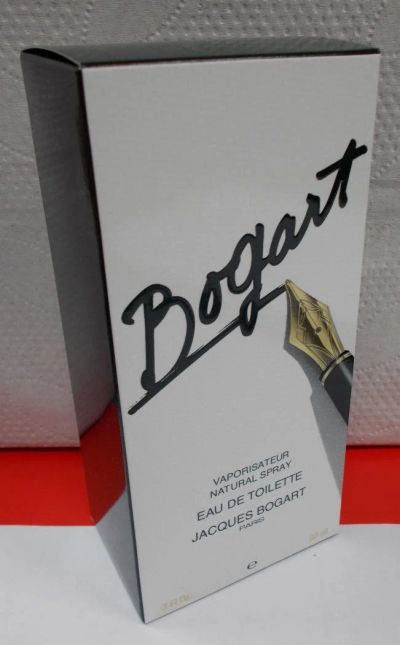 Bogart
VAPORISATEUR
NATURAL SPRAY
EAU DE TOILETTE
JACQUES BOGART
PARIS
e